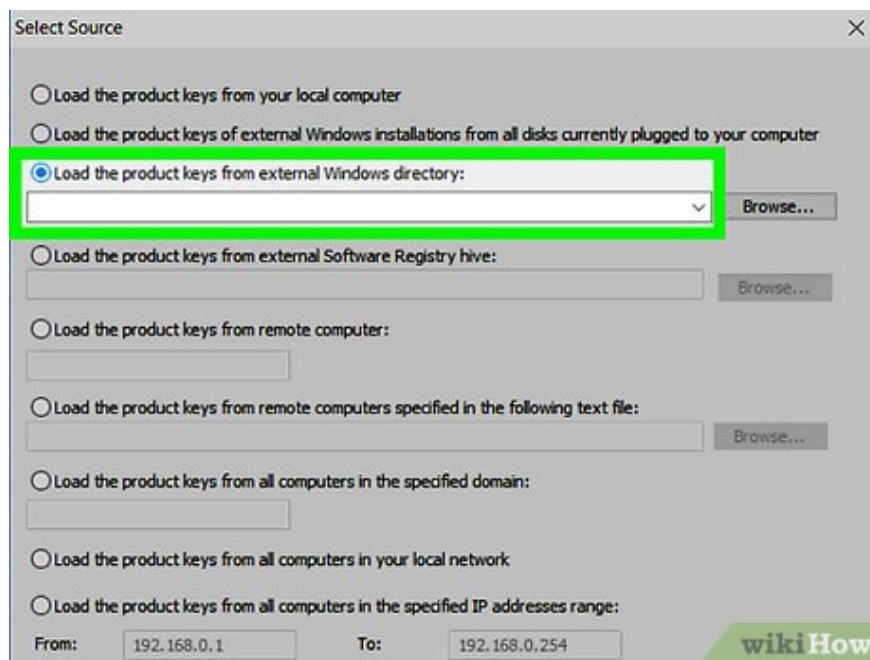 Select Source
Load the product keys from your local computer
Load the product keys of external Windows installations from all disks currently plugged to your computer
Load the product keys from external Windows directory:
Browse...
Load the product keys from external Software Registry hive:
Browse...
Load the product keys from remote computer:
Load the product keys from remote computers specified in the following text file:
Browse...
Load the product keys from all computers in the specified domain:
Load the product keys from all computers in your local network
Load the product keys from all computers in the specified IP addresses range:
From: 192.168.0.1 To: 192.168.0.254
wikiHow